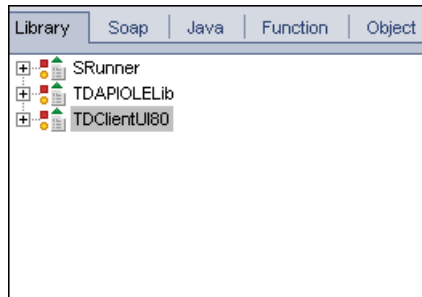 Library Soap Java Function Object
SRunner
TDAPIOLELib
TDClientUI80